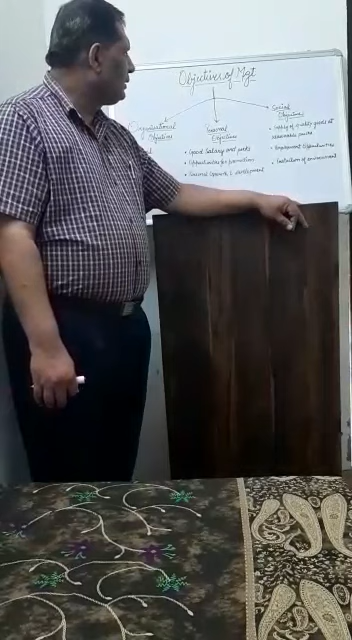 Objectives of Mgt
Organisational
Objectives
Personal
Objectives
• Good Salary and perks
• Opportunities for promotion
• Personal Growth & development
Social
Objectives
• Supply of quality goods at
reasonable prices
• Employment Opportunities
• Protection of environment